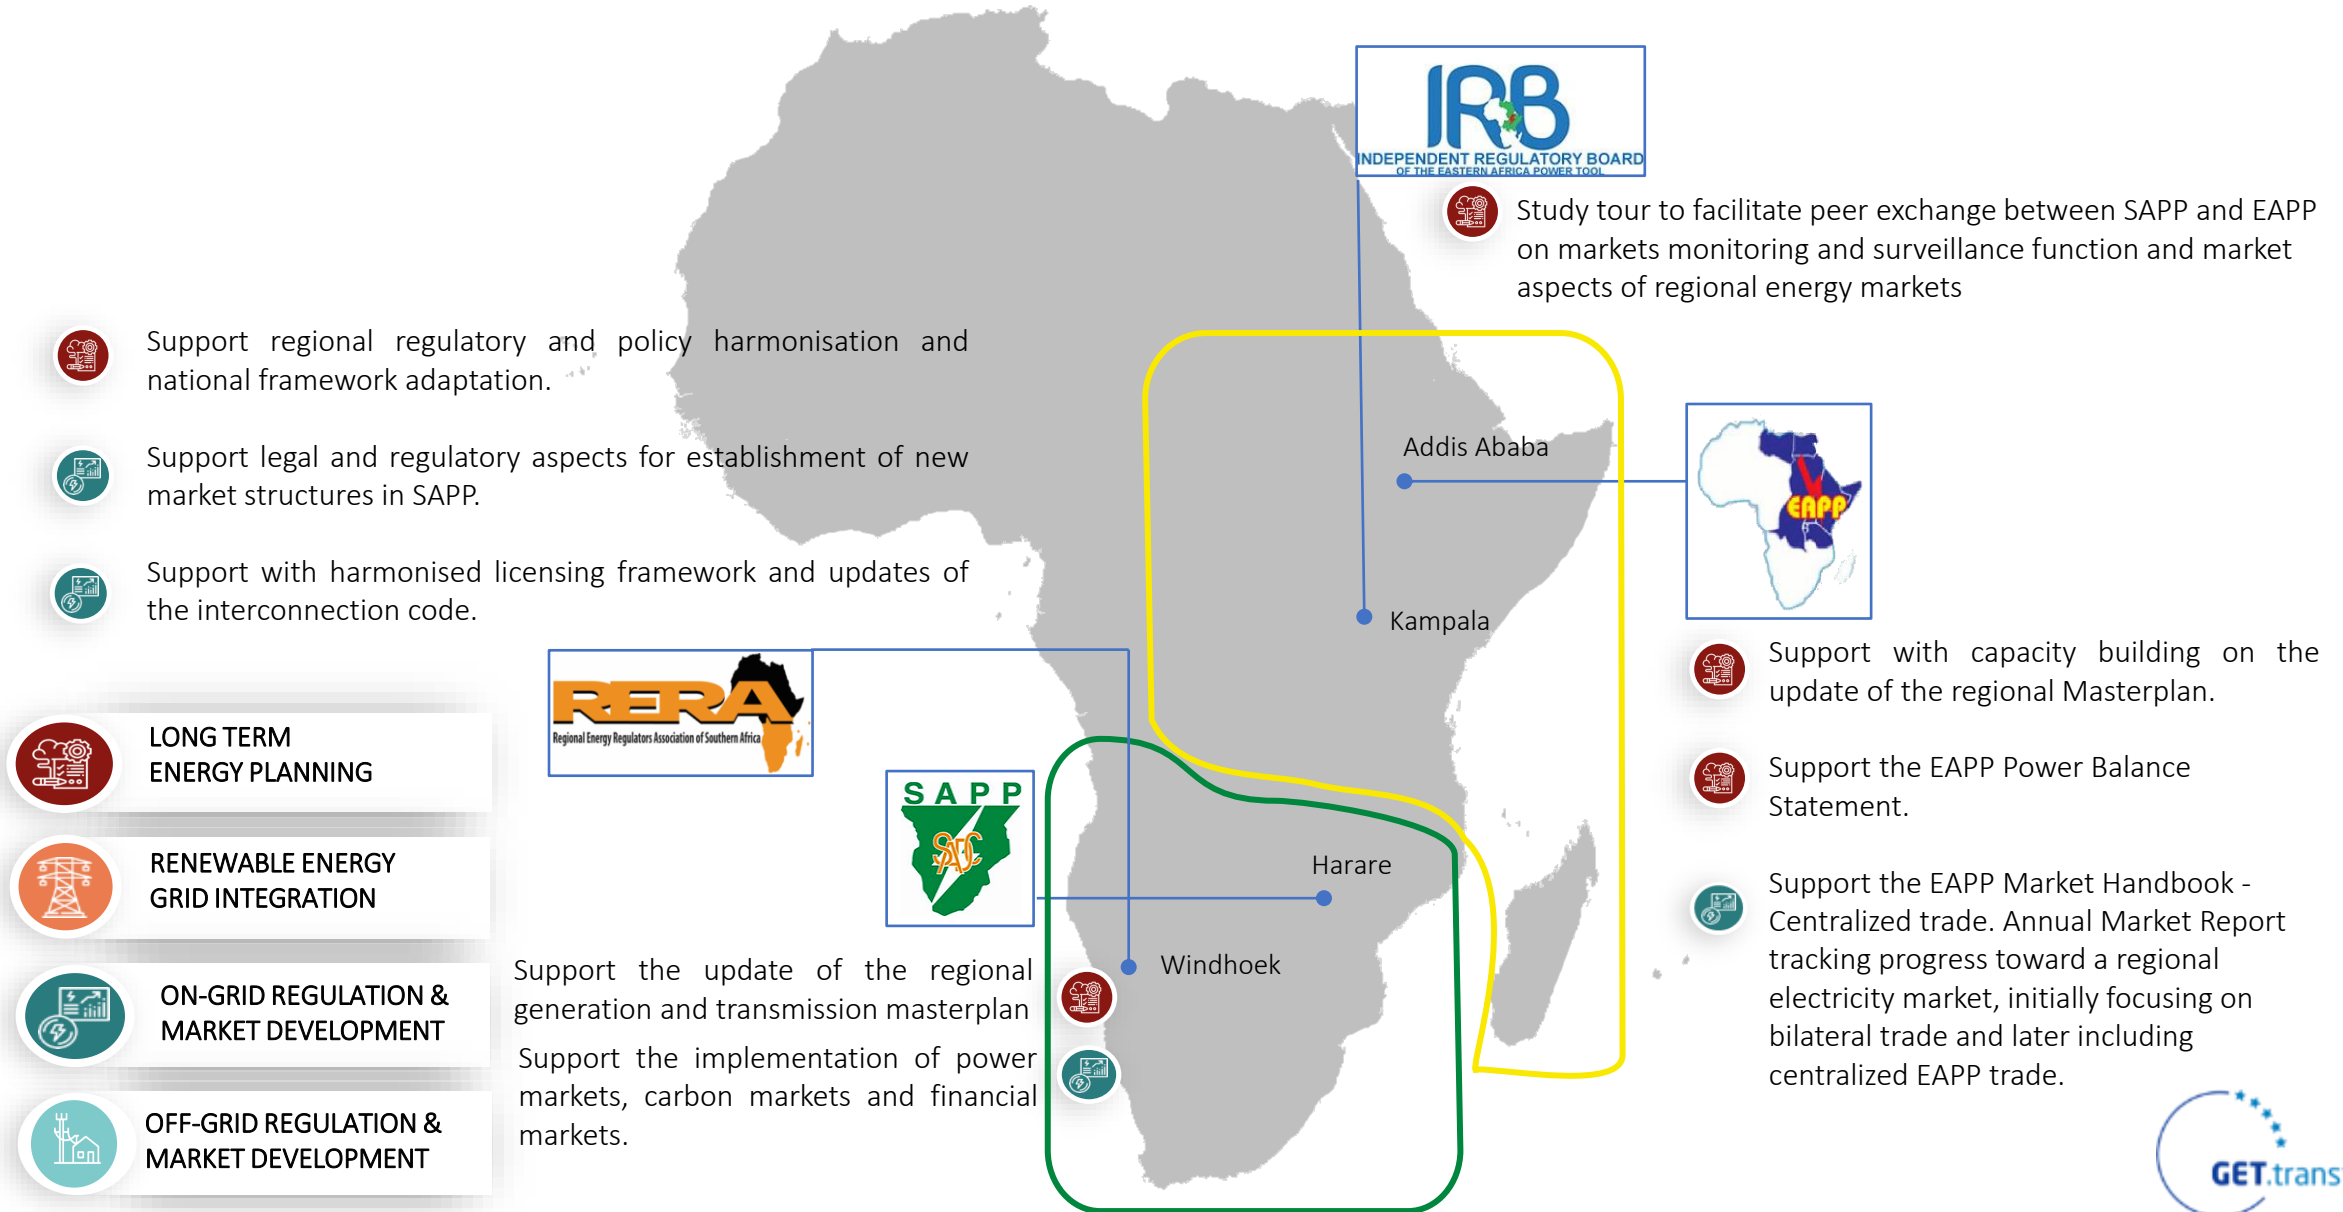 IRB
INDEPENDENT REGULATORY BOARD
OF THE EASTERN AFRICA POWER TOOL
Study tour to facilitate peer exchange between SAPP and EAPP
on markets monitoring and surveillance function and market
aspects of regional energy markets
Support regional regulatory and policy harmonisation and
national framework adaptation.
Support legal and regulatory aspects for establishment of new
market structures in SAPP.
Support with harmonised licensing framework and updates of
the interconnection code.
Addis Ababa
Kampala
EAPP
RERA
Regional Energy Regulators Association of Southern Africa
SAPP
SADC
Harare
Windhoek
Support the update of the regional
generation and transmission masterplan
Support the implementation of power
markets, carbon markets and financial
markets.
Support with capacity building on the
update of the regional Masterplan.
Support the EAPP Power Balance
Statement.
Support the EAPP Market Handbook -
Centralized trade. Annual Market Report
tracking progress toward a regional
electricity market, initially focusing on
bilateral trade and later including
centralized EAPP trade.
LONG TERM
ENERGY PLANNING
RENEWABLE ENERGY
GRID INTEGRATION
ON-GRID REGULATION &
MARKET DEVELOPMENT
OFF-GRID REGULATION &
MARKET DEVELOPMENT
GET.trans